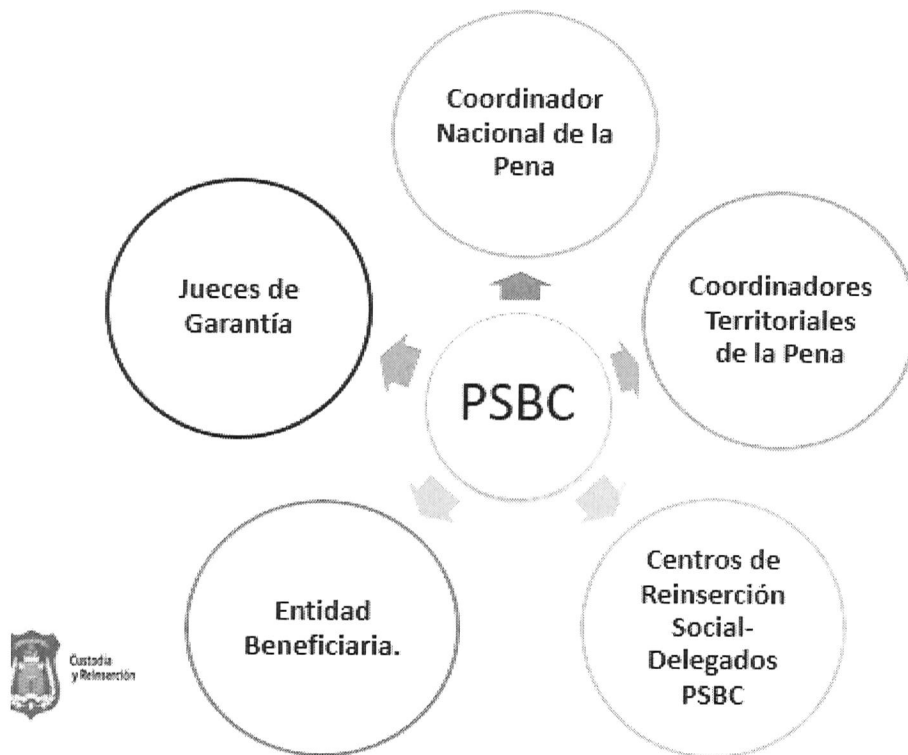 Coordinador
Nacional de la
Pena
Jueces de
Garantía
Coordinadores
Territoriales
de la Pena
PSBC
Entidad
Beneficiaria.
Centros de
Reinserción
Social-
Delegados
PSBC
Custodia
y Reinserción